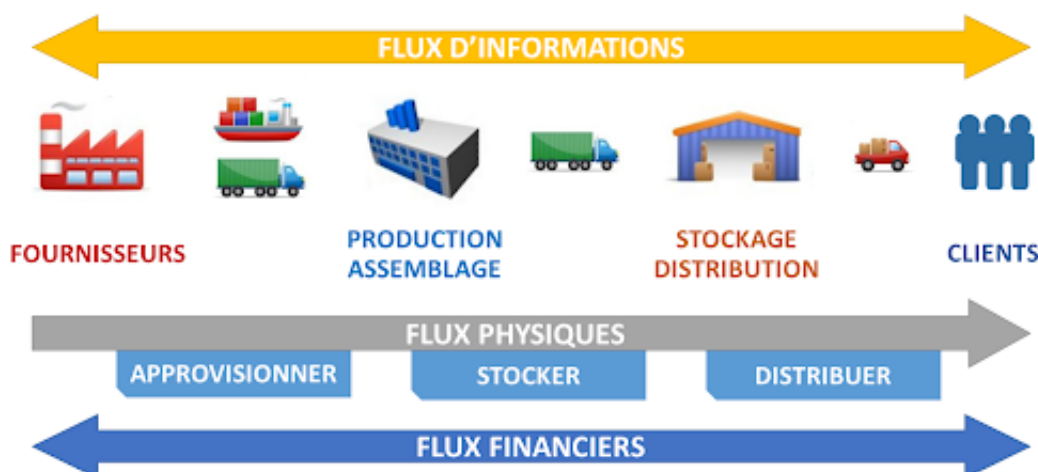 FLUX D'INFORMATIONS
FOURNISSEURS
PRODUCTION
ASSEMBLAGE
STOCKAGE
DISTRIBUTION
CLIENTS
FLUX PHYSIQUES
APPROVISIONNER
STOCKER
DISTRIBUER
FLUX FINANCIERS